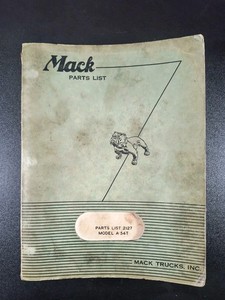 Mack
PARTS LIST
PARTS LIST 2127
MODEL A 54T
MACK TRUCKS, INC.